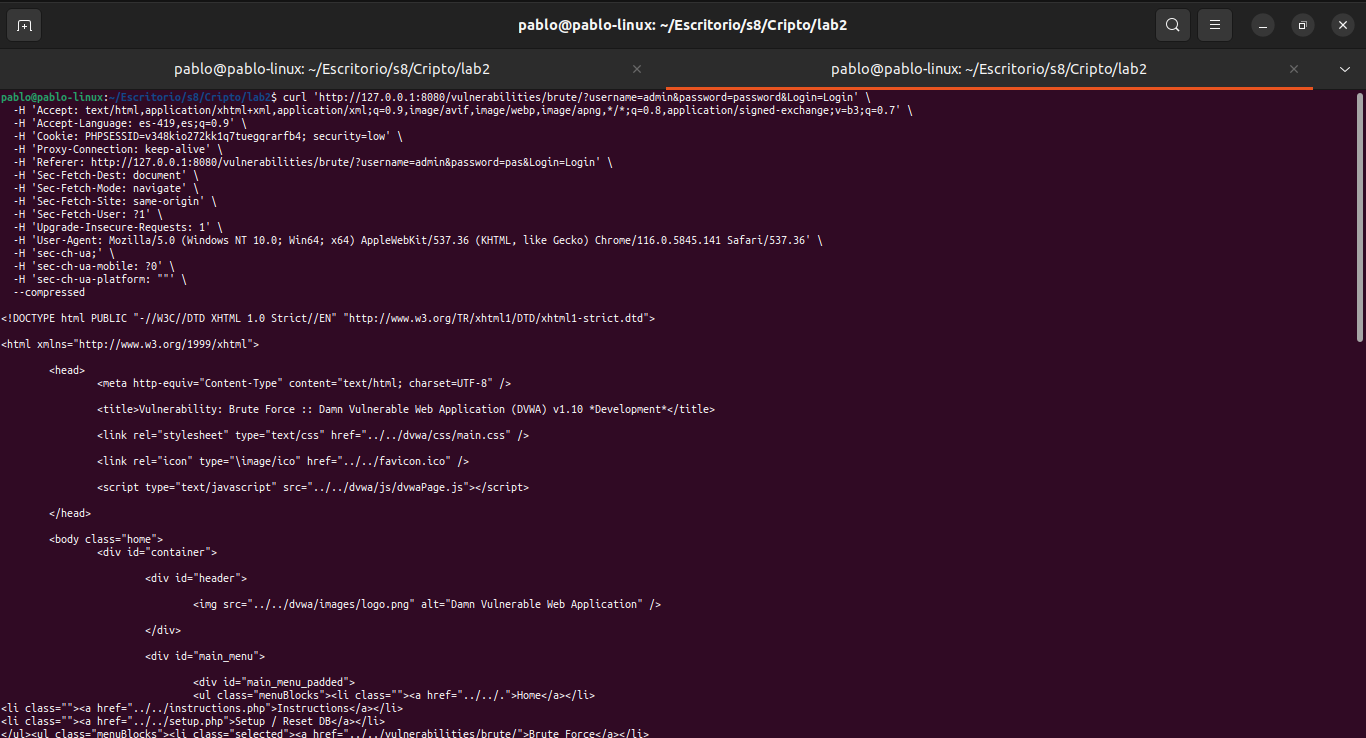 pablo@pablo-linux: ~/Escritorio/s8/Cripto/lab2
pablo@pablo-linux: ~/Escritorio/s8/Cripto/lab2
pablo@pablo-linux: ~/Escritorio/s8/Cripto/lab2
pablo@pablo-linux:~/Escritorio/s8/Cripto/lab2$ curl 'http://127.0.0.1:8080/vulnerabilities/brute/?username=admin&password=password&Login=Login' \
  -H 'Accept: text/html,application/xhtml+xml,application/xml;q=0.9,image/avif,image/webp,image/apng,*/*;q=0.8,application/signed-exchange;v=b3;q=0.7' \
  -H 'Accept-Language: es-419,es;q=0.9' \
  -H 'Cookie: PHPSESSID=v348kio272kk1q7tuegqrarfb4; security=low' \
  -H 'Proxy-Connection: keep-alive' \
  -H 'Referer: http://127.0.0.1:8080/vulnerabilities/brute/?username=admin&password=pas&Login=Login' \
  -H 'Sec-Fetch-Dest: document' \
  -H 'Sec-Fetch-Mode: navigate' \
  -H 'Sec-Fetch-Site: same-origin' \
  -H 'Sec-Fetch-User: ?1' \
  -H 'Upgrade-Insecure-Requests: 1' \
  -H 'User-Agent: Mozilla/5.0 (Windows NT 10.0; Win64; x64) AppleWebKit/537.36 (KHTML, like Gecko) Chrome/116.0.5845.141 Safari/537.36' \
  -H 'sec-ch-ua;' \
  -H 'sec-ch-ua-mobile: ?0' \
  -H 'sec-ch-ua-platform: ""' \
  --compressed
<!DOCTYPE html PUBLIC "-//W3C//DTD XHTML 1.0 Strict//EN" "http://www.w3.org/TR/xhtml1/DTD/xhtml1-strict.dtd">
<html xmlns="http://www.w3.org/1999/xhtml">
<head>
<meta http-equiv="Content-Type" content="text/html; charset=UTF-8" />
<title>Vulnerability: Brute Force :: Damn Vulnerable Web Application (DVWA) v1.10 *Development*</title>
<link rel="stylesheet" type="text/css" href="../../dvwa/css/main.css" />
<link rel="icon" type="\image/ico" href="../../favicon.ico" />
<script type="text/javascript" src="../../dvwa/js/dvwaPage.js"></script>
</head>
<body class="home">
<div id="container">
<div id="header">
<img src="../../dvwa/images/logo.png" alt="Damn Vulnerable Web Application" />
</div>
<div id="main_menu">
<div id="main_menu_padded">
<ul class="menuBlocks"><li class=""><a href="../../.">Home</a></li>
<li class=""><a href="../../instructions.php">Instructions</a></li>
<li class=""><a href="../../setup.php">Setup / Reset DB</a></li>
</ul><ul class="menuBlocks"><li class="selected"><a href="../../vulnerabilities/brute/">Brute Force</a></li>